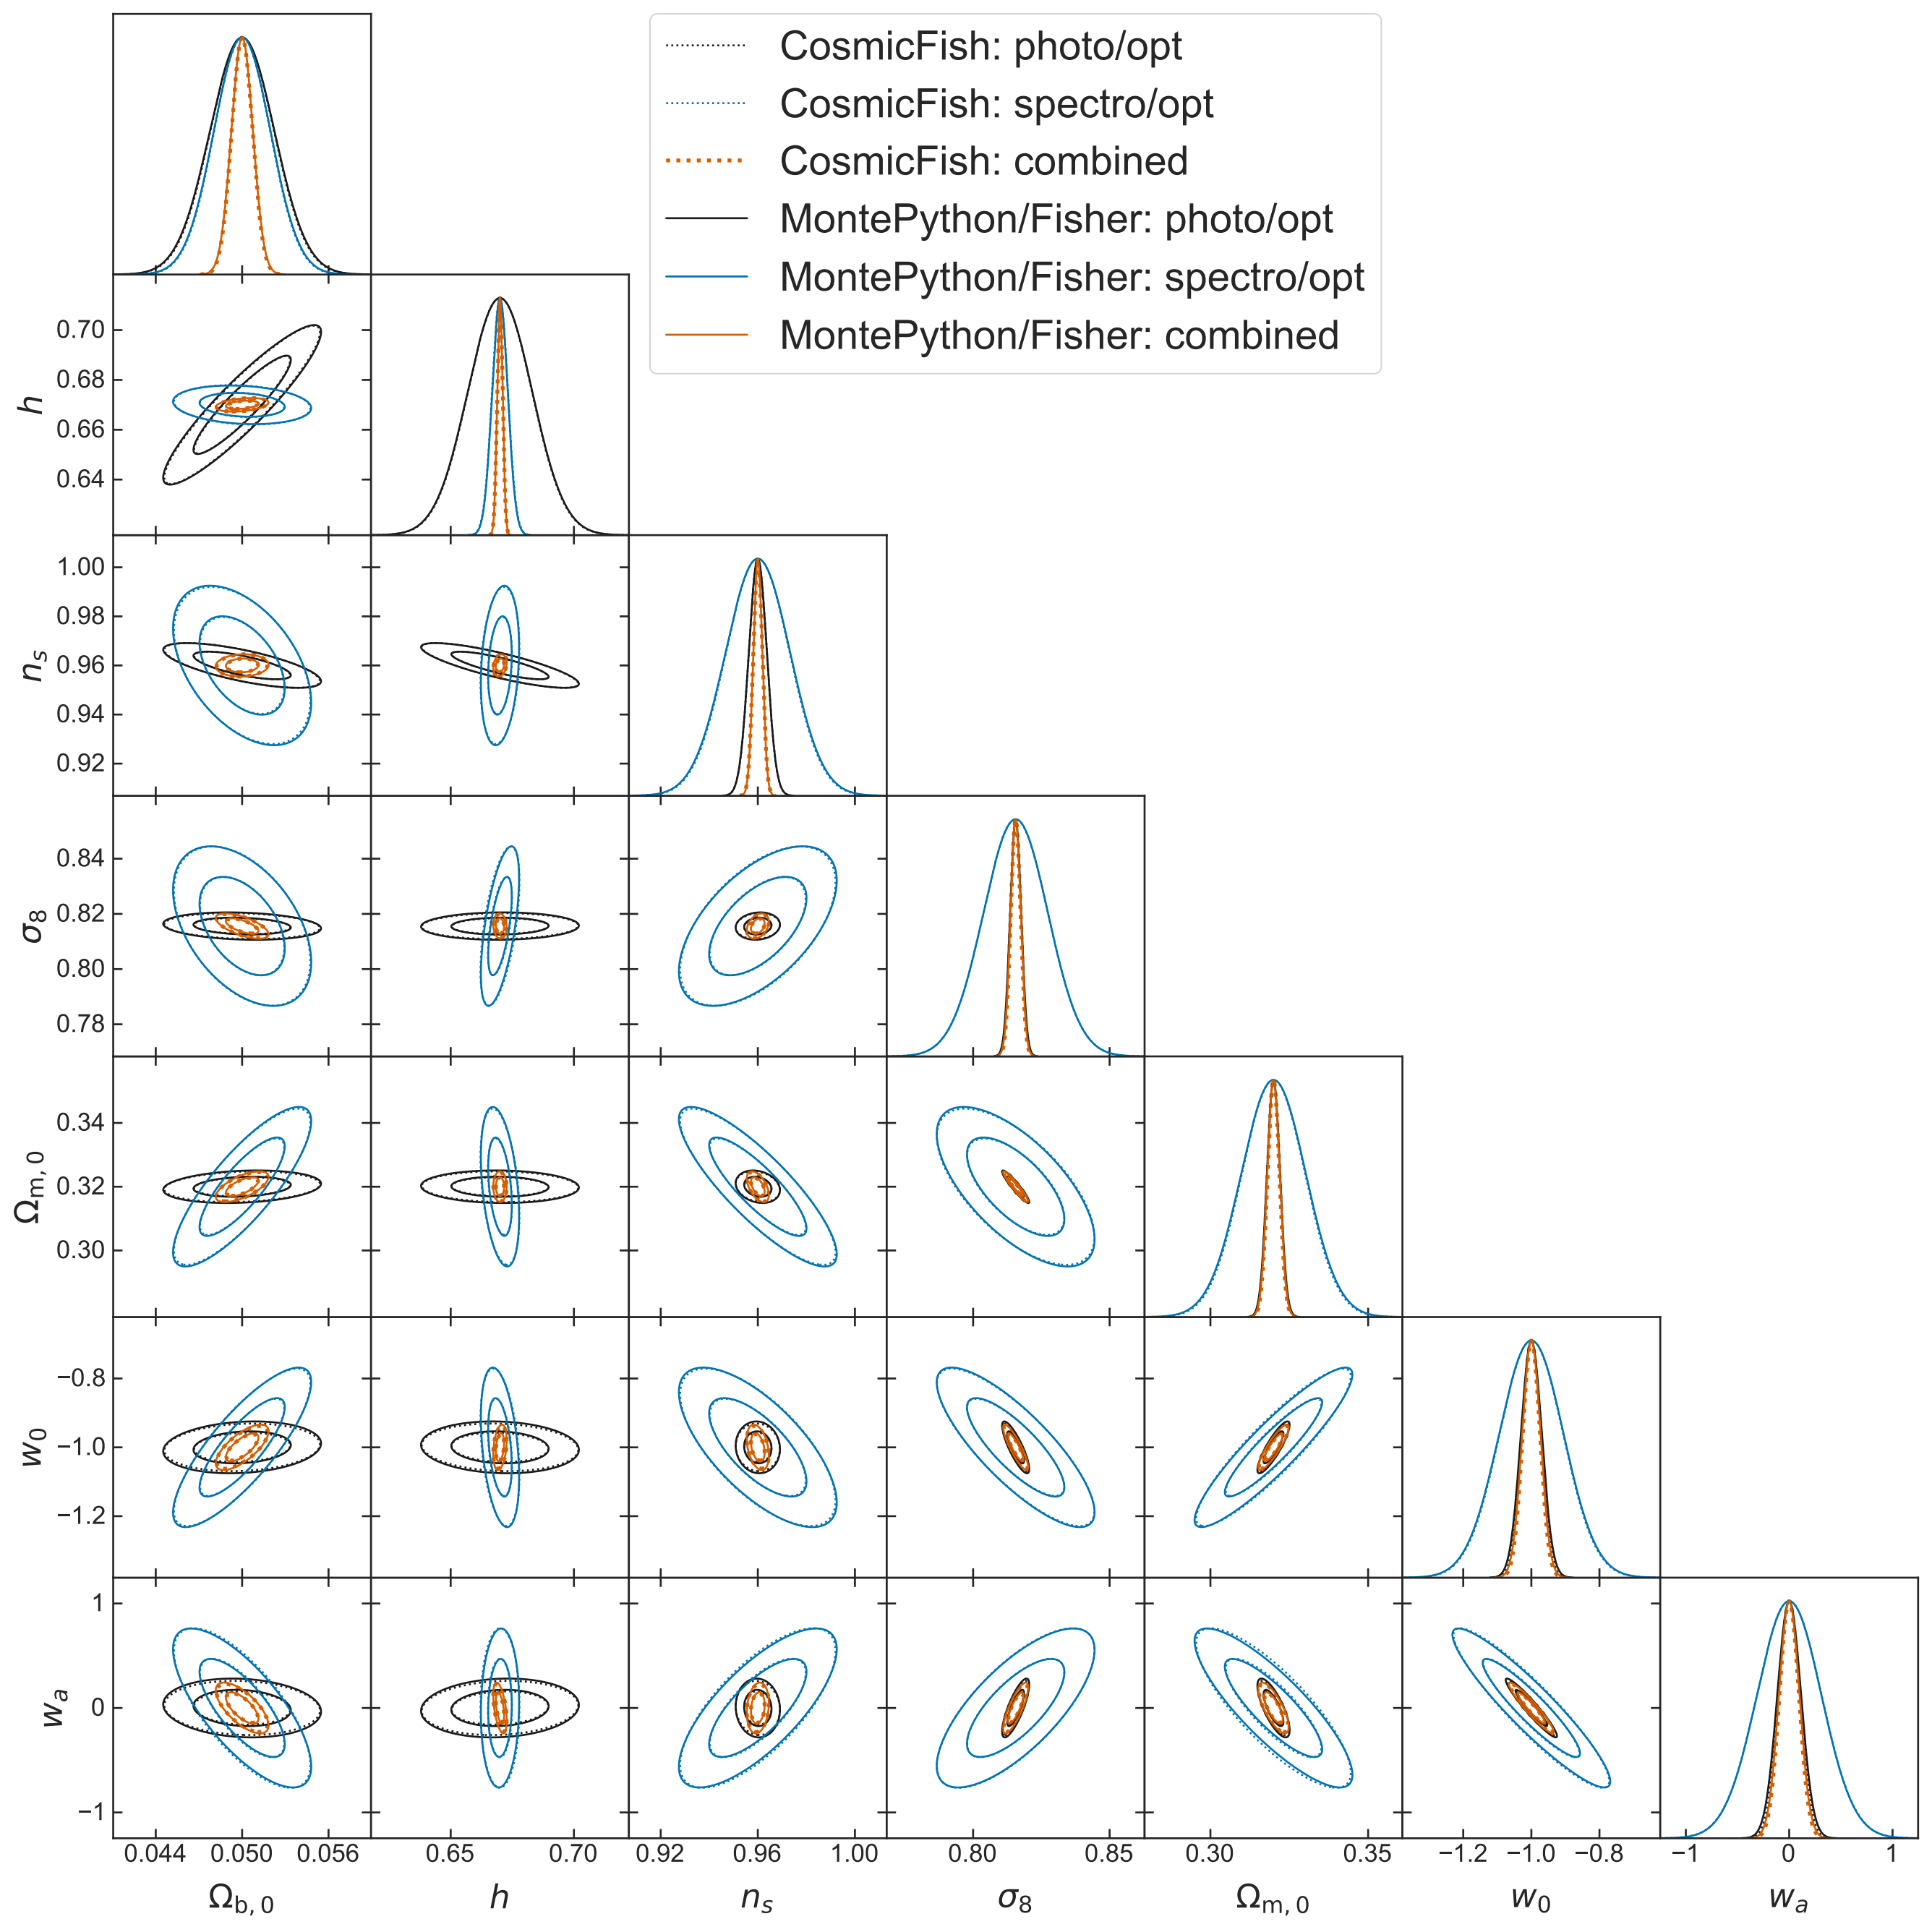 CosmicFish: photo/opt
CosmicFish: spectro/opt
CosmicFish: combined
MontePython/Fisher: photo/opt
MontePython/Fisher: spectro/opt
MontePython/Fisher: combined
0.70
0.68
0.66
0.64
h
1.00
0.98
0.96
0.94
0.92
n_s
0.84
0.82
0.80
0.78
σ_8
0.34
0.32
0.30
Ω_m,0
−0.8
−1.0
−1.2
w_0
1
0
−1
w_a
0.044 0.050 0.056 0.65 0.70 0.92 0.96 1.00 0.80 0.85 0.30 0.35 −1.2 −1.0 −0.8 −1 0 1
Ω_b,0 h n_s σ_8 Ω_m,0 w_0 w_a